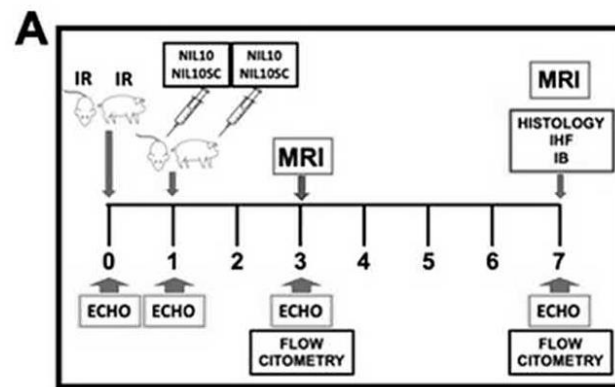 A
IR IR
NIL10 NIL10
NIL10SC NIL10SC
MRI
MRI
HISTOLOGY
IHF
IB
0 1 2 3 4 5 6 7
ECHO ECHO ECHO ECHO
FLOW
CITOMETRY
FLOW
CITOMETRY